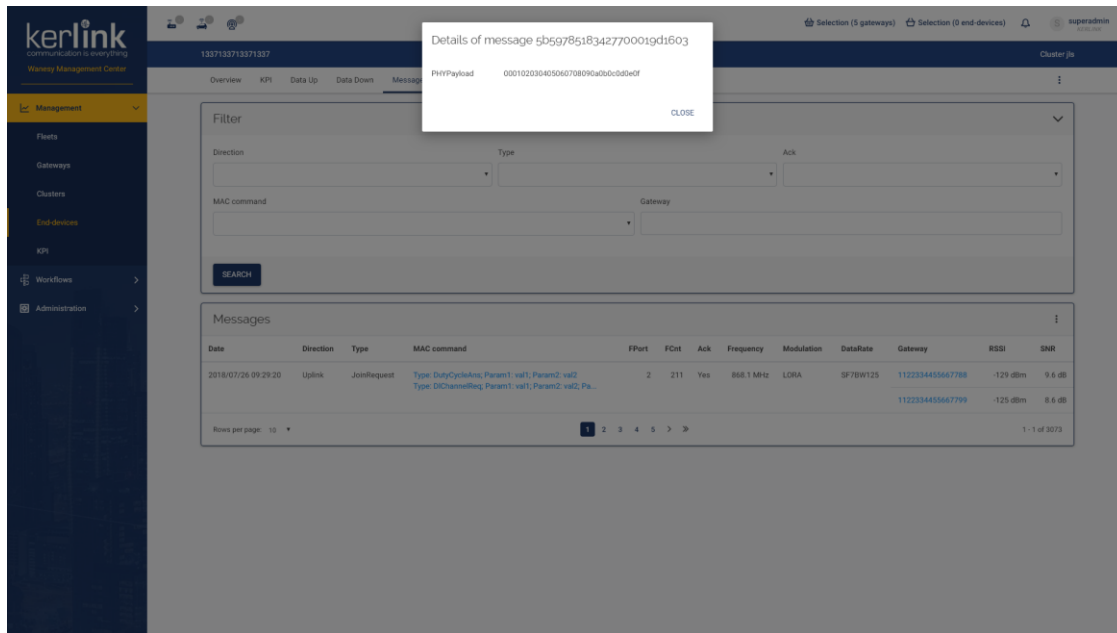 kerlink
communication is everything
Wanesy Management Center
Selection (5 gateways) Selection (0 end-devices) S superadmin
KERLINK
1337133713371337 Cluster jls
Overview KPI Data Up Data Down Message
Details of message 5b59785183427700019d1603
PHYPayload 000102030405060708090a0b0c0d0e0f
CLOSE
Management
Fleets
Gateways
Clusters
End-devices
KPI
Workflows
Administration
Filter
Direction Type Ack
MAC command Gateway
SEARCH
Messages
Date Direction Type MAC command FPort FCnt Ack Frequency Modulation DataRate Gateway RSSI SNR
2018/07/26 09:29:20 Uplink JoinRequest Type: DutyCycleAns; Param1: val1; Param2: val2 2 211 Yes 868.1 MHz LORA SF7BW125 1122334455667788 -129 dBm 9.6 dB
Type: DlChannelReq; Param1: val1; Param2: val2; Pa...
1122334455667799 -125 dBm 8.6 dB
Rows per page: 10 1 2 3 4 5 1 - 1 of 3073